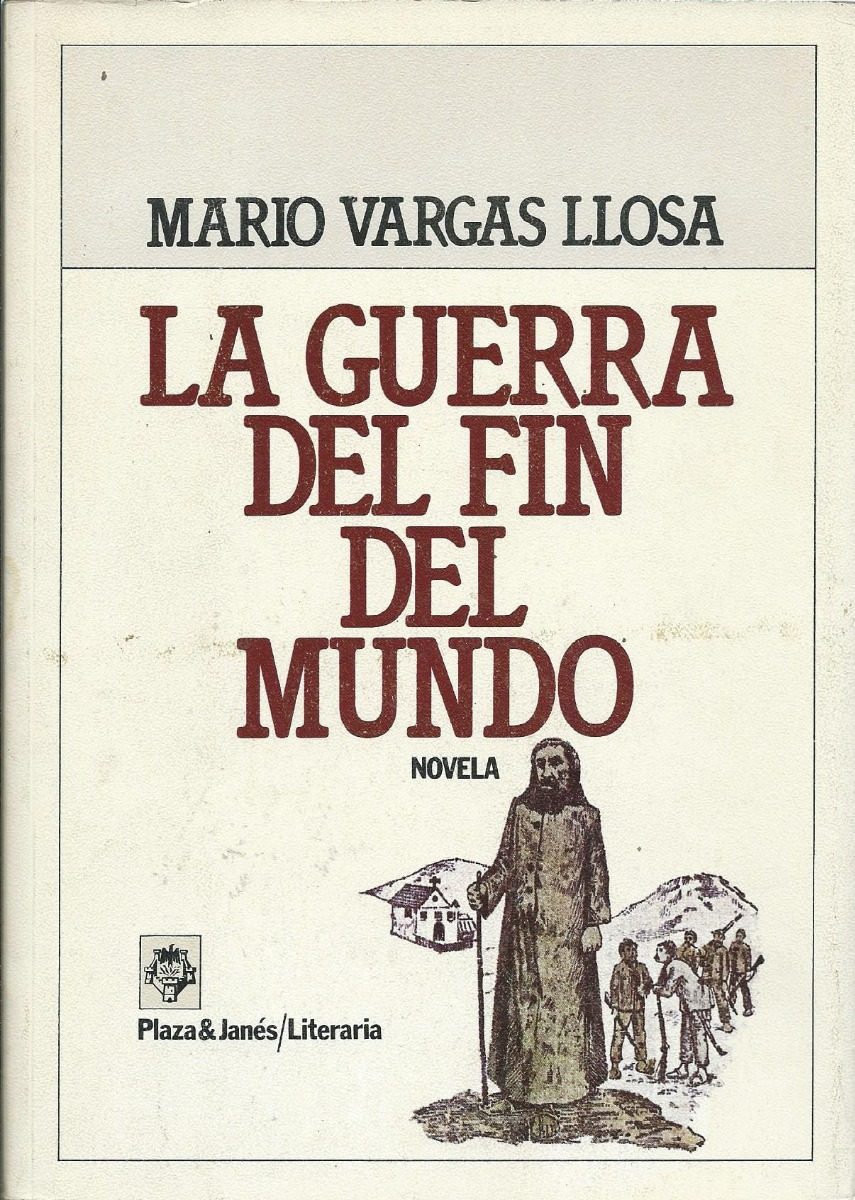 MARIO VARGAS LLOSA
LA GUERRA
DEL FIN
DEL
MUNDO
NOVELA
Plaza & Janés/Literaria